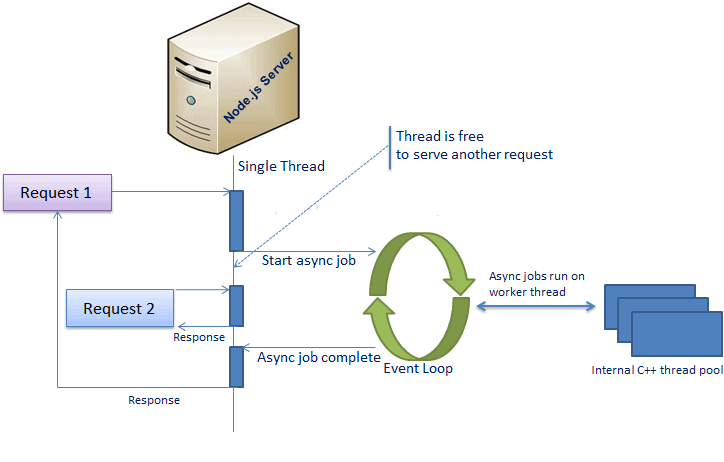 Node.js Server
Thread is free
to serve another request
Single Thread
Request 1
Start async job
Async jobs run on
worker thread
Request 2
Response
Async job complete
Event Loop
Internal C++ thread pool
Response